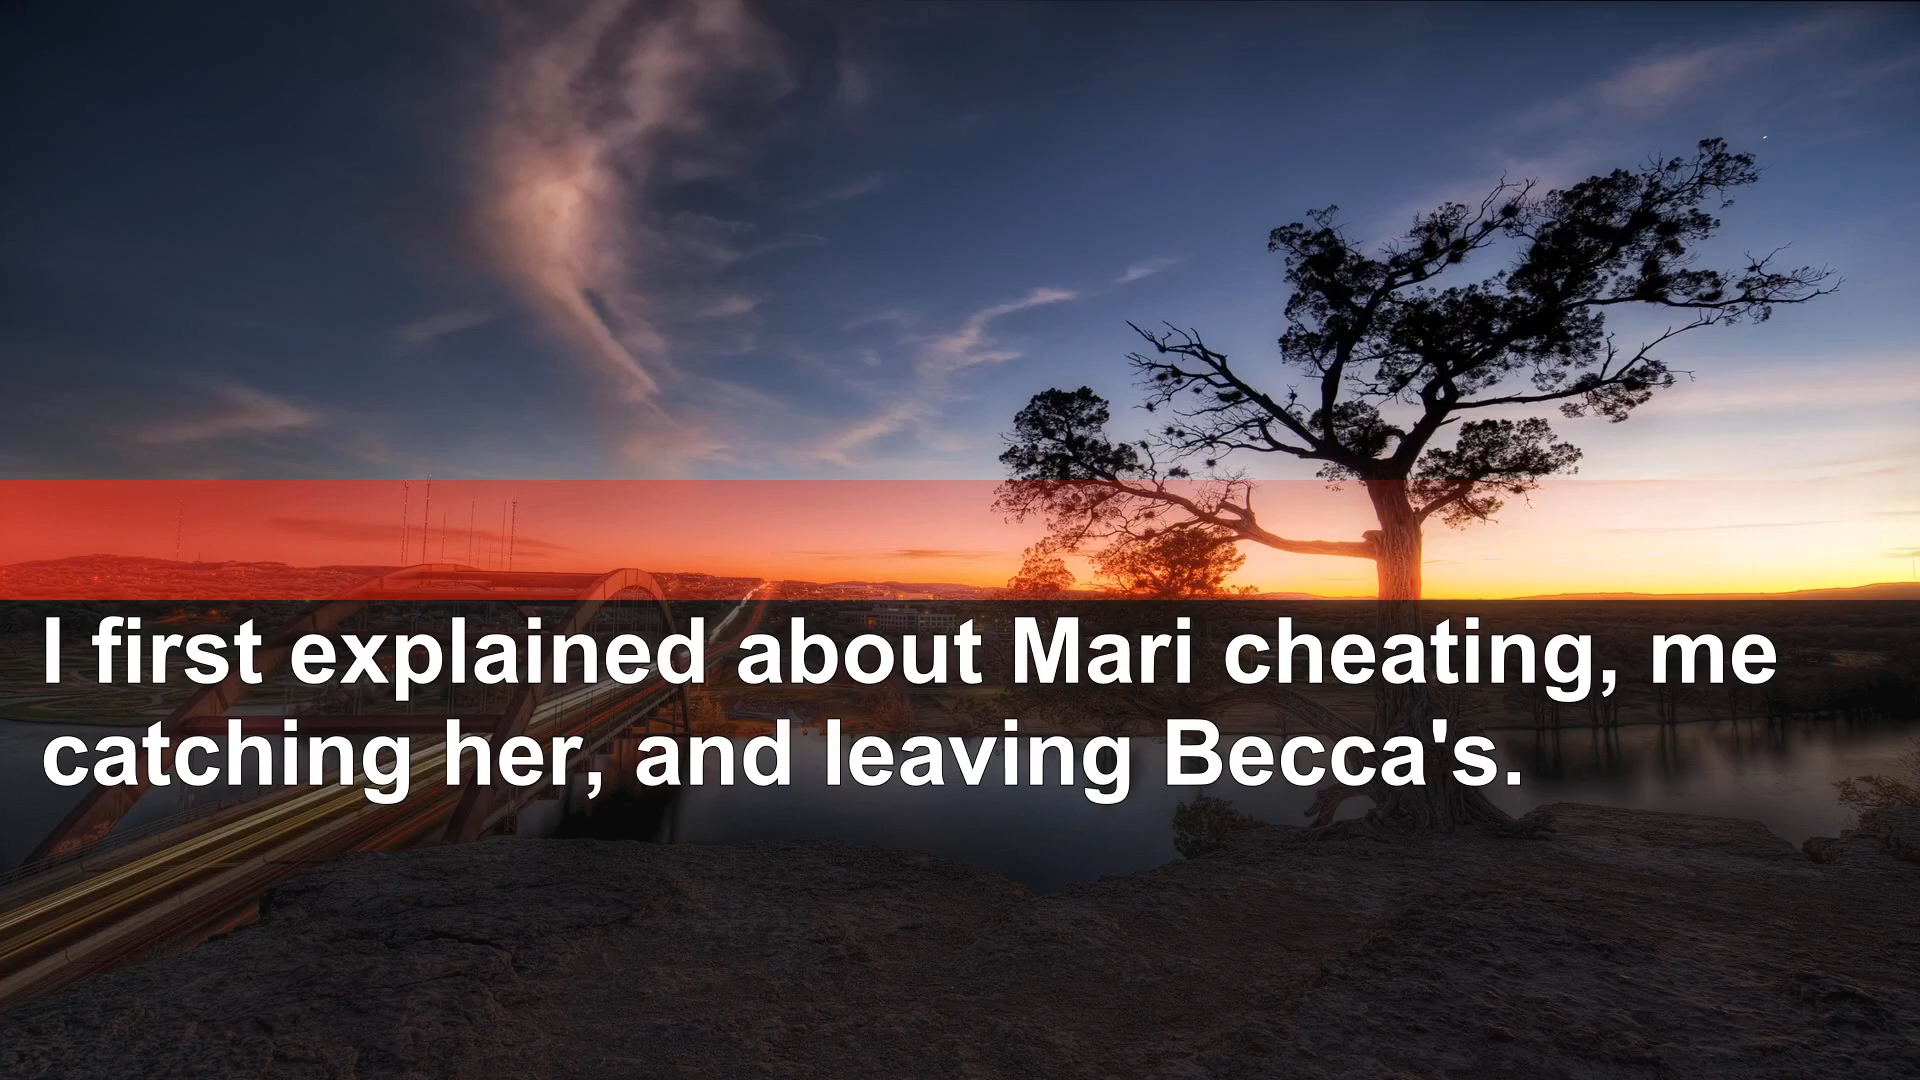 I first explained about Mari cheating, me
catching her, and leaving Becca's.